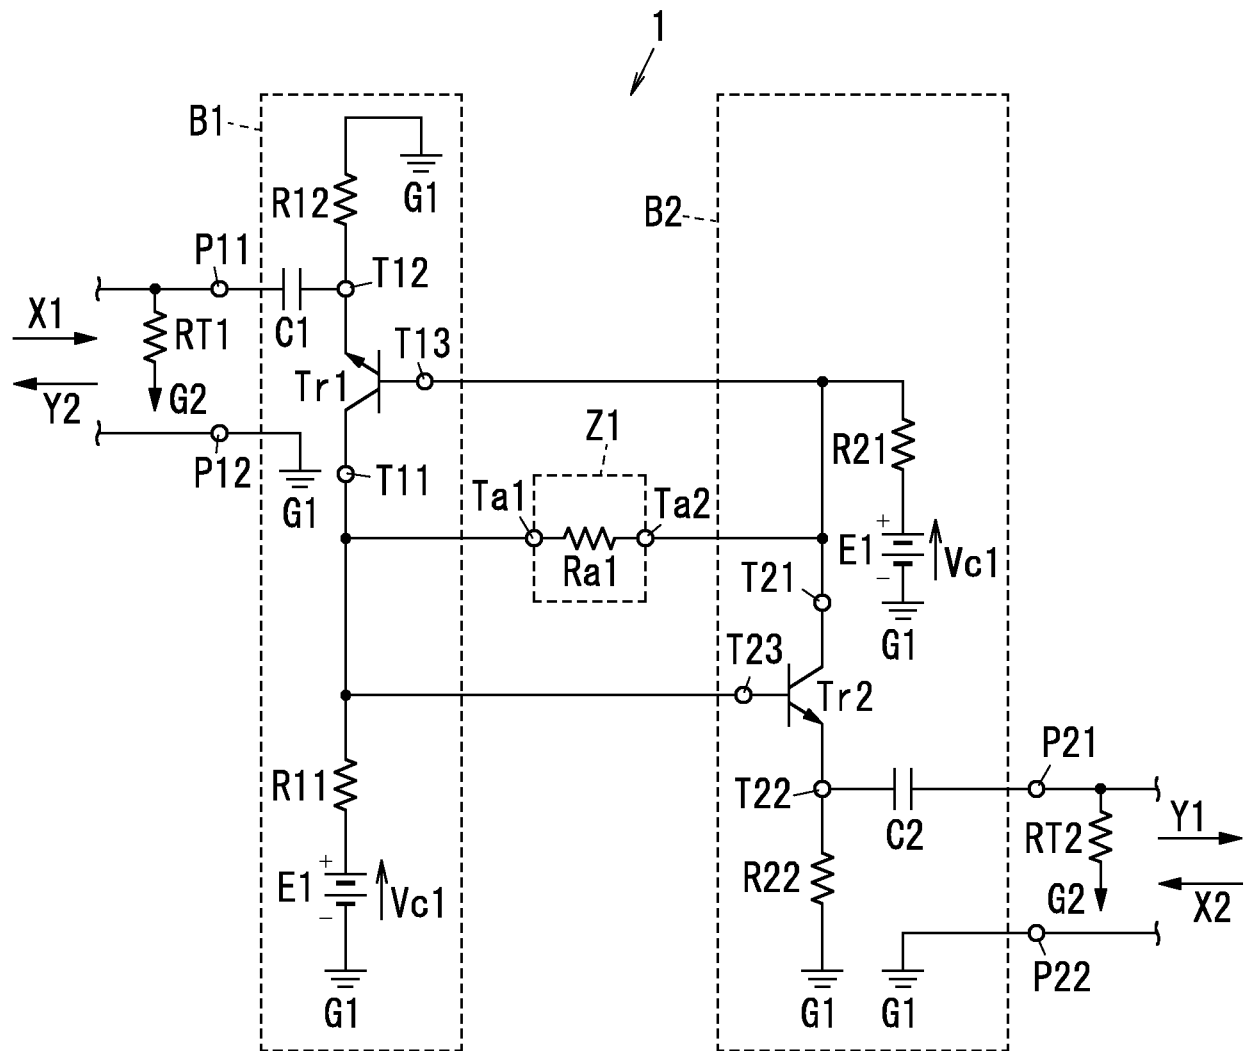 1
B1
G1
R12
B2
P11
T12
X1
RT1
C1
T13
Tr1
Y2
G2
Z1
R21
P12
G1
T11
Ta1
Ta2
+
E1
Vc1
−
Ra1
T21
G1
T23
Tr2
P21
R11
T22
C2
RT2
Y1
+
E1
Vc1
−
R22
G2
X2
P22
G1
G1
G1